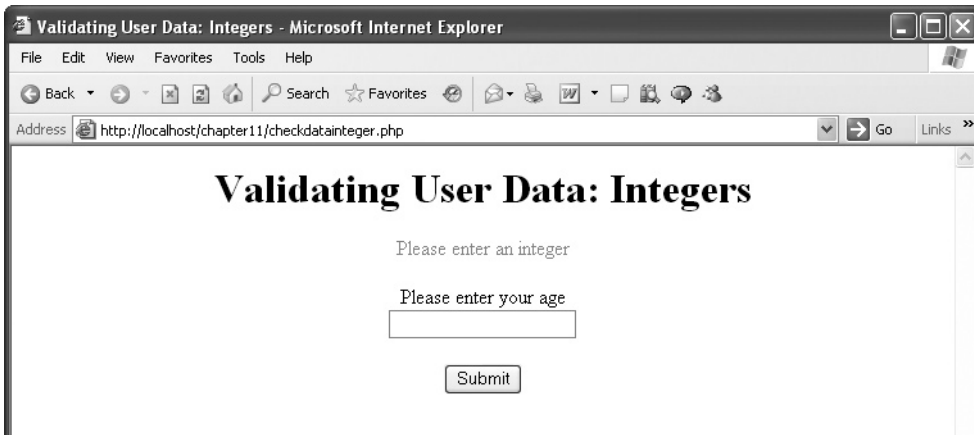 Validating User Data: Integers - Microsoft Internet Explorer
File Edit View Favorites Tools Help
Back Search Favorites
Address http://localhost/chapter11/checkdatainteger.php Go Links »
Validating User Data: Integers
Please enter an integer
Please enter your age
Submit